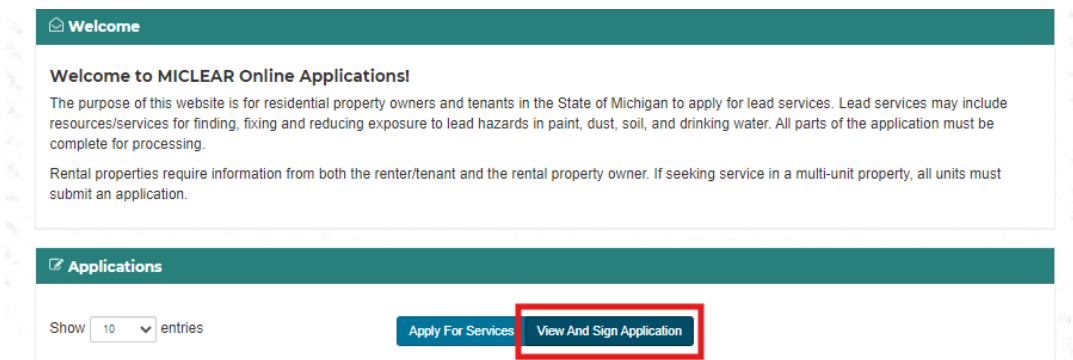 Welcome
Welcome to MICLEAR Online Applications!
The purpose of this website is for residential property owners and tenants in the State of Michigan to apply for lead services. Lead services may include
resources/services for finding, fixing and reducing exposure to lead hazards in paint, dust, soil, and drinking water. All parts of the application must be
complete for processing.
Rental properties require information from both the renter/tenant and the rental property owner. If seeking service in a multi-unit property, all units must
submit an application.
Applications
Show 10 entries Apply For Services View And Sign Application